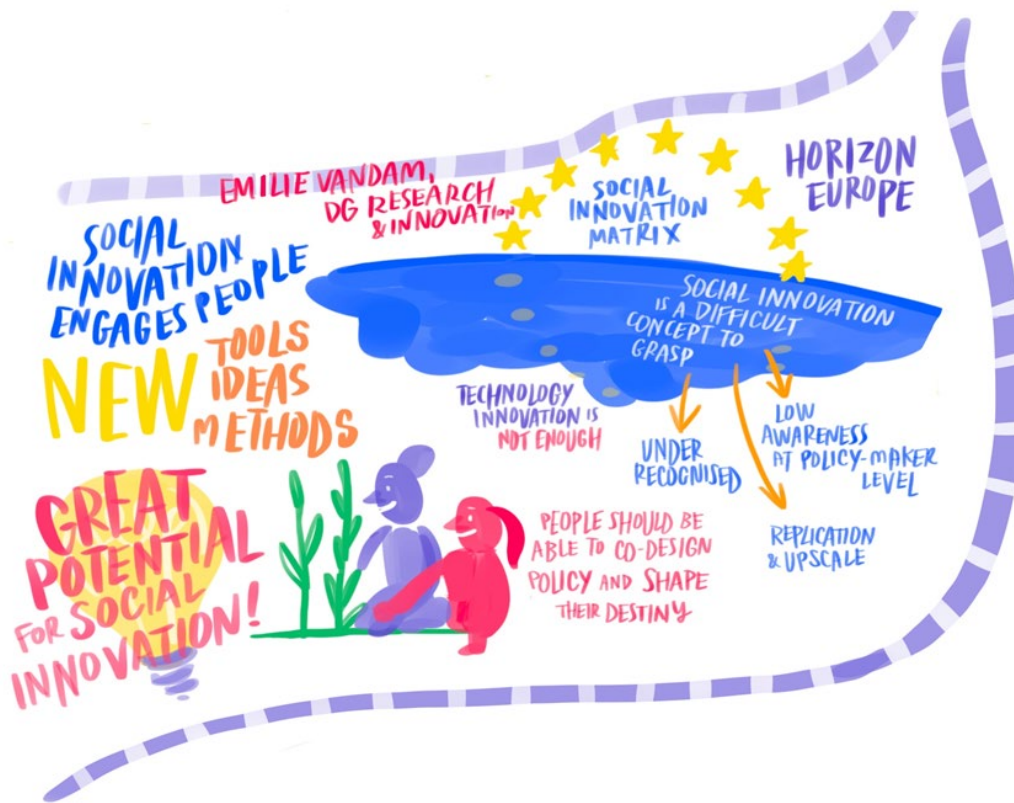 EMILIE VANDAM,
DG RESEARCH
& INNOVATION
SOCIAL
INNOVATION
MATRIX
HORIZON
EUROPE
SOCIAL
INNOVATION
ENGAGES PEOPLE
NEW
TOOLS
IDEAS
METHODS
SOCIAL INNOVATION
IS A DIFFICULT
CONCEPT TO
GRASP
TECHNOLOGY
INNOVATION IS
NOT ENOUGH
UNDER
RECOGNISED
LOW
AWARENESS
AT POLICY-MAKER
LEVEL
REPLICATION
& UPSCALE
GREAT
POTENTIAL
FOR SOCIAL
INNOVATION!
PEOPLE SHOULD BE
ABLE TO CO-DESIGN
POLICY AND SHAPE
THEIR DESTINY